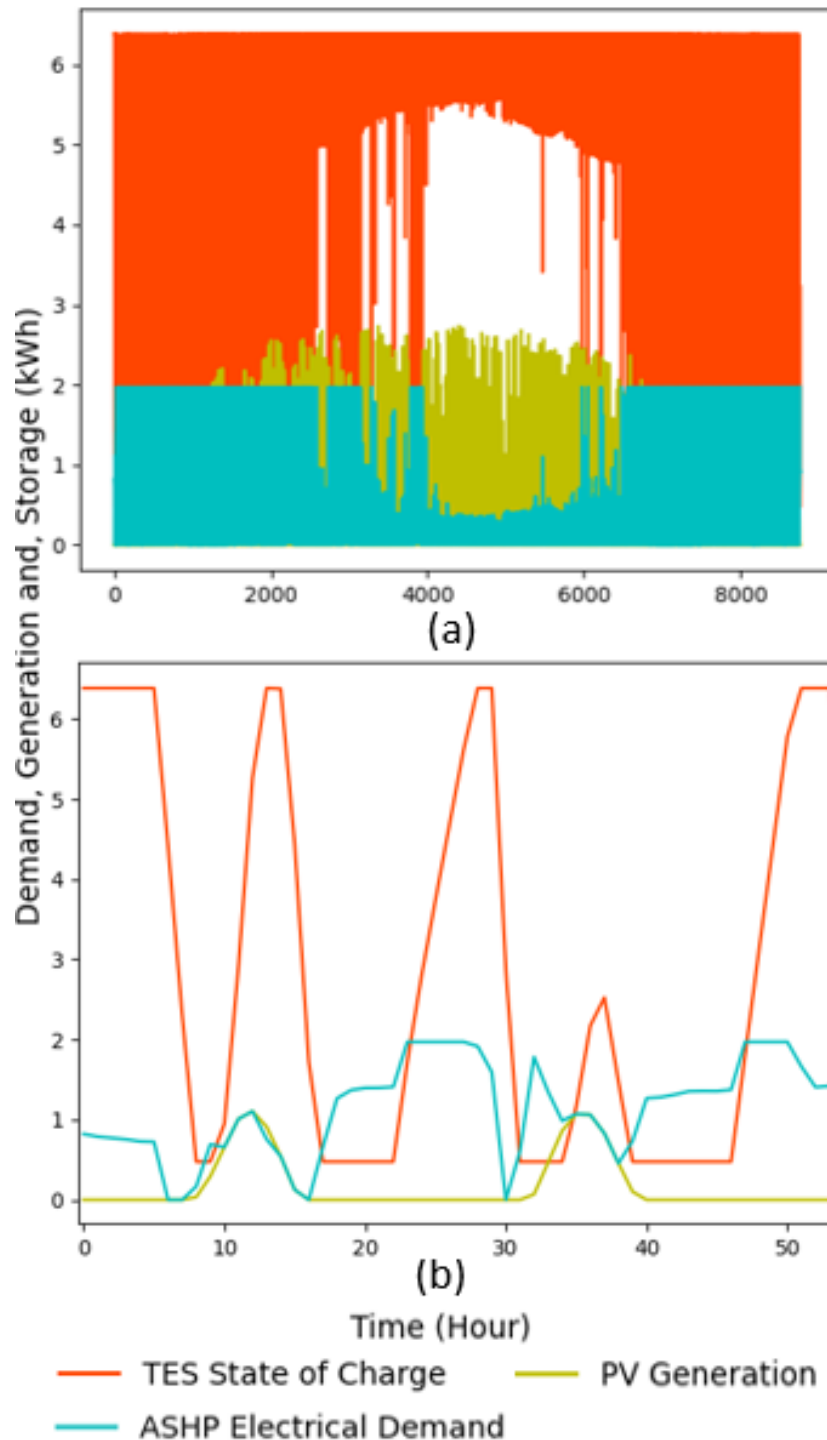 Demand, Generation and, Storage (kWh)
6
5
4
3
2
1
0
0 2000 4000 6000 8000
(a)
6
5
4
3
2
1
0
0 10 20 30 40 50
(b)
Time (Hour)
TES State of Charge PV Generation
ASHP Electrical Demand